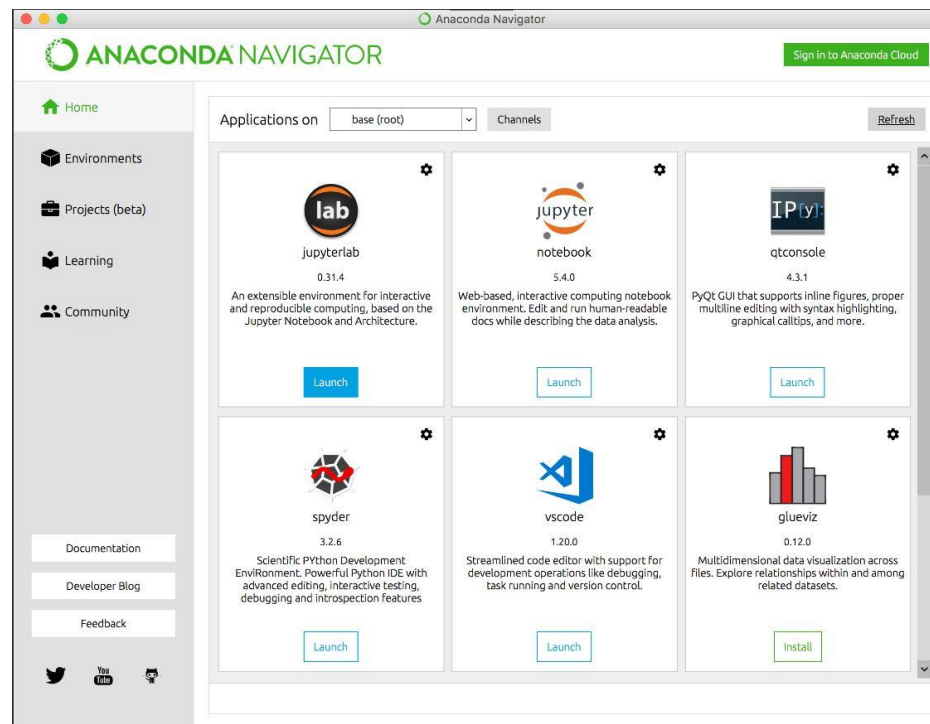 Anaconda Navigator
ANACONDA NAVIGATOR
Sign in to Anaconda Cloud
Home
Environments
Projects (beta)
Learning
Community
Documentation
Developer Blog
Feedback
You
Tube
Applications on
base (root)
Channels
Refresh
lab
jupyterlab
0.31.4
An extensible environment for interactive
and reproducible computing, based on the
Jupyter Notebook and Architecture.
Launch
jupyter
notebook
5.4.0
Web-based, interactive computing notebook
environment. Edit and run human-readable
docs while describing the data analysis.
Launch
IP[y]:
qtconsole
4.3.1
PyQt GUI that supports inline figures, proper
multiline editing with syntax highlighting,
graphical calltips, and more.
Launch
spyder
3.2.6
Scientific PYthon Development
EnviRonment. Powerful Python IDE with
advanced editing, interactive testing,
debugging and introspection features
Launch
vscode
1.20.0
Streamlined code editor with support for
development operations like debugging,
task running and version control.
Launch
glueviz
0.12.0
Multidimensional data visualization across
files. Explore relationships within and among
related datasets.
Install